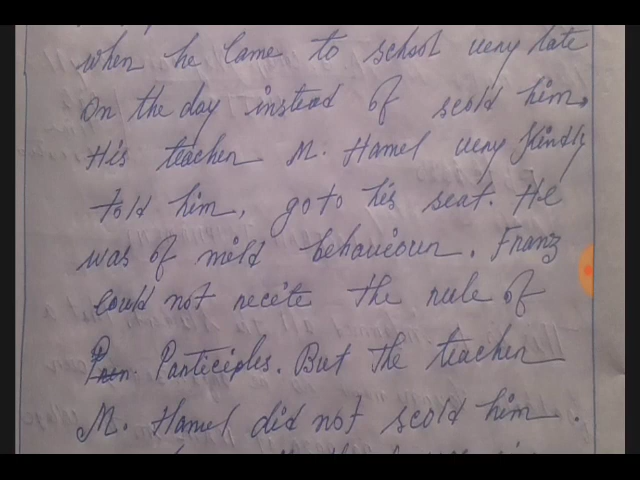 when he came to school very late
on the day instead of scold him.
His teacher M. Hamel very kindly
told him, go to his seat. He
was of mild behaviour. Franz
could not recite the rule of
Participles. But the teacher
M. Hamel did not scold him.